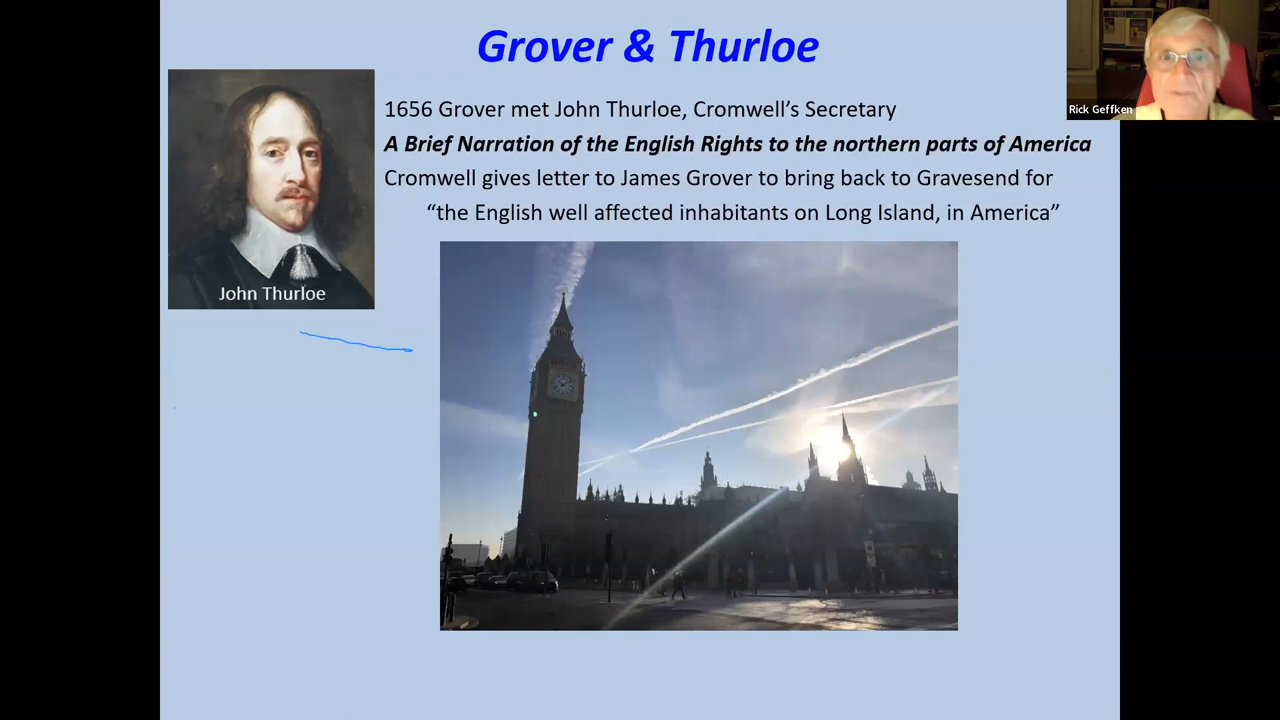 Grover & Thurloe
1656 Grover met John Thurloe, Cromwell’s Secretary
A Brief Narration of the English Rights to the northern parts of America
Cromwell gives letter to James Grover to bring back to Gravesend for
“the English well affected inhabitants on Long Island, in America”
John Thurloe
Rick Geffken